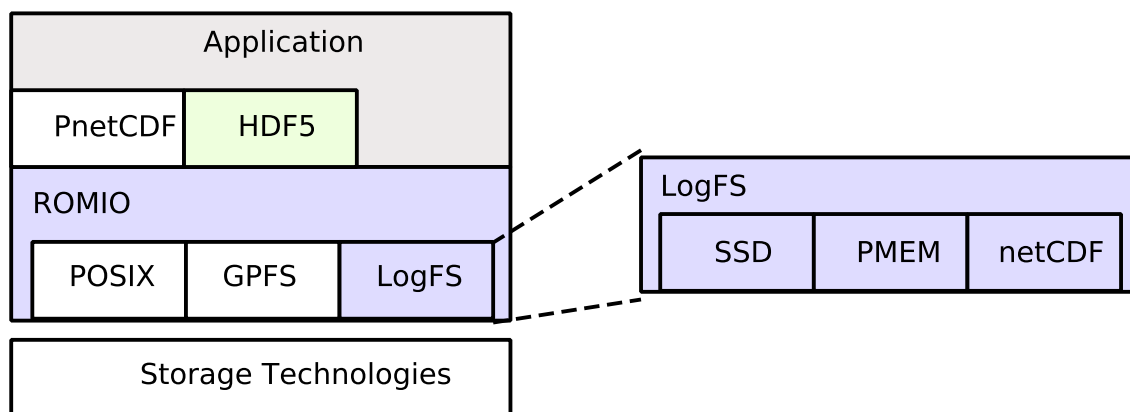 Application
PnetCDF
HDF5
ROMIO
POSIX
GPFS
LogFS
Storage Technologies
LogFS
SSD
PMEM
netCDF